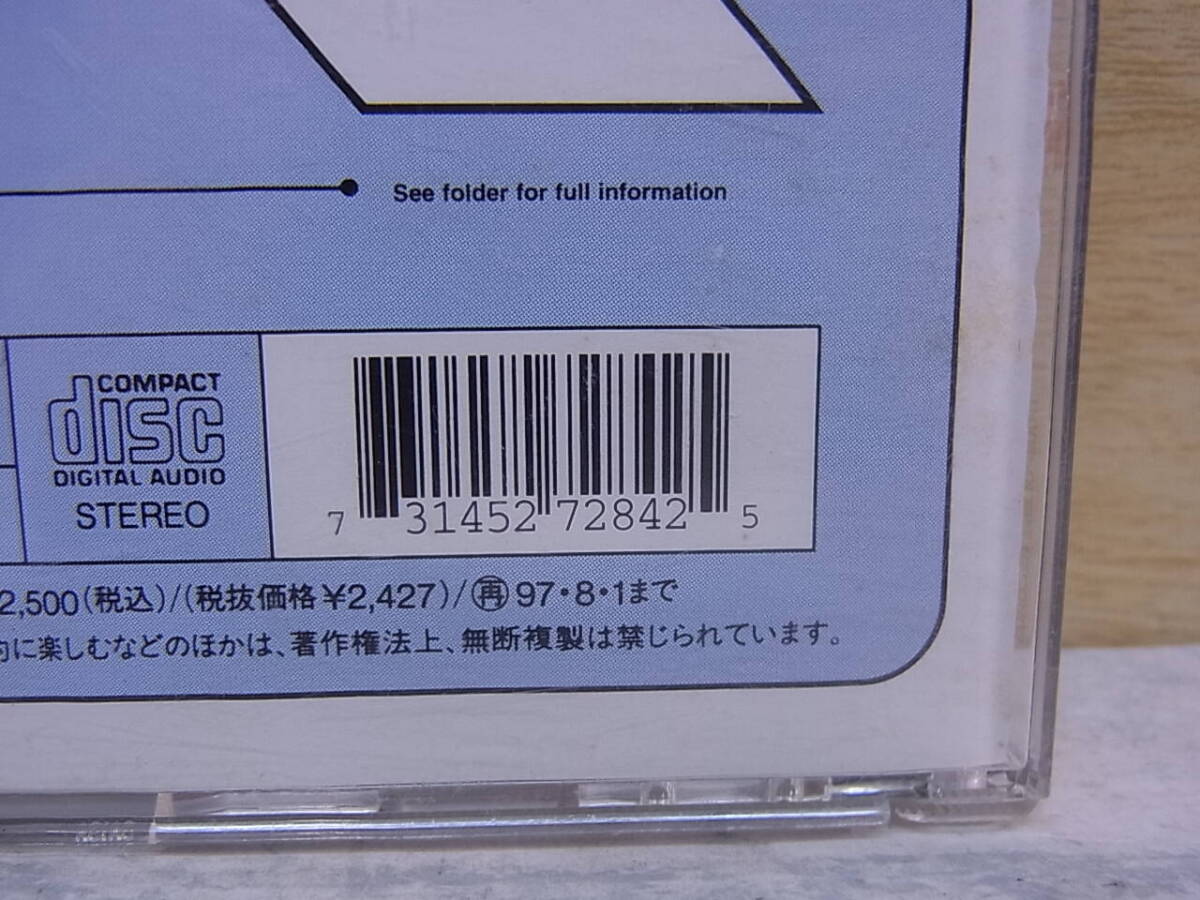 See folder for full information
COMPACT
disc
DIGITAL AUDIO
STEREO
7 31452 72842 5
2,500(税込)/(税抜価格¥2,427)/再97・8・1まで
に楽しむなどのほかは、著作権法上、無断複製は禁じられています。